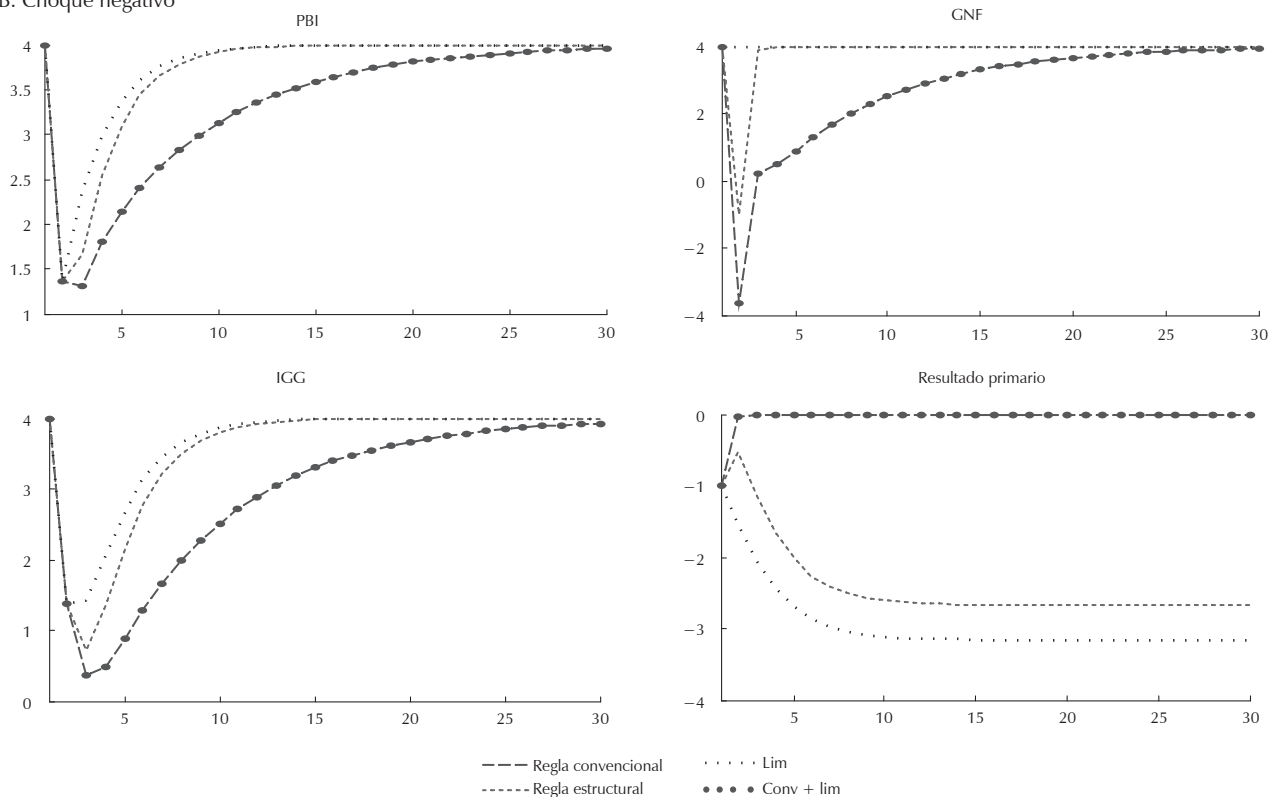 B. Choque negativo
PBI
4
3.5
3
2.5
2
1.5
1
5 10 15 20 25 30
GNF
4
2
0
−2
−4
5 10 15 20 25 30
IGG
4
3
2
1
0
5 10 15 20 25 30
Resultado primario
0
−1
−2
−3
−4
5 10 15 20 25 30
Regla convencional
Regla estructural
Lim
Conv + lim